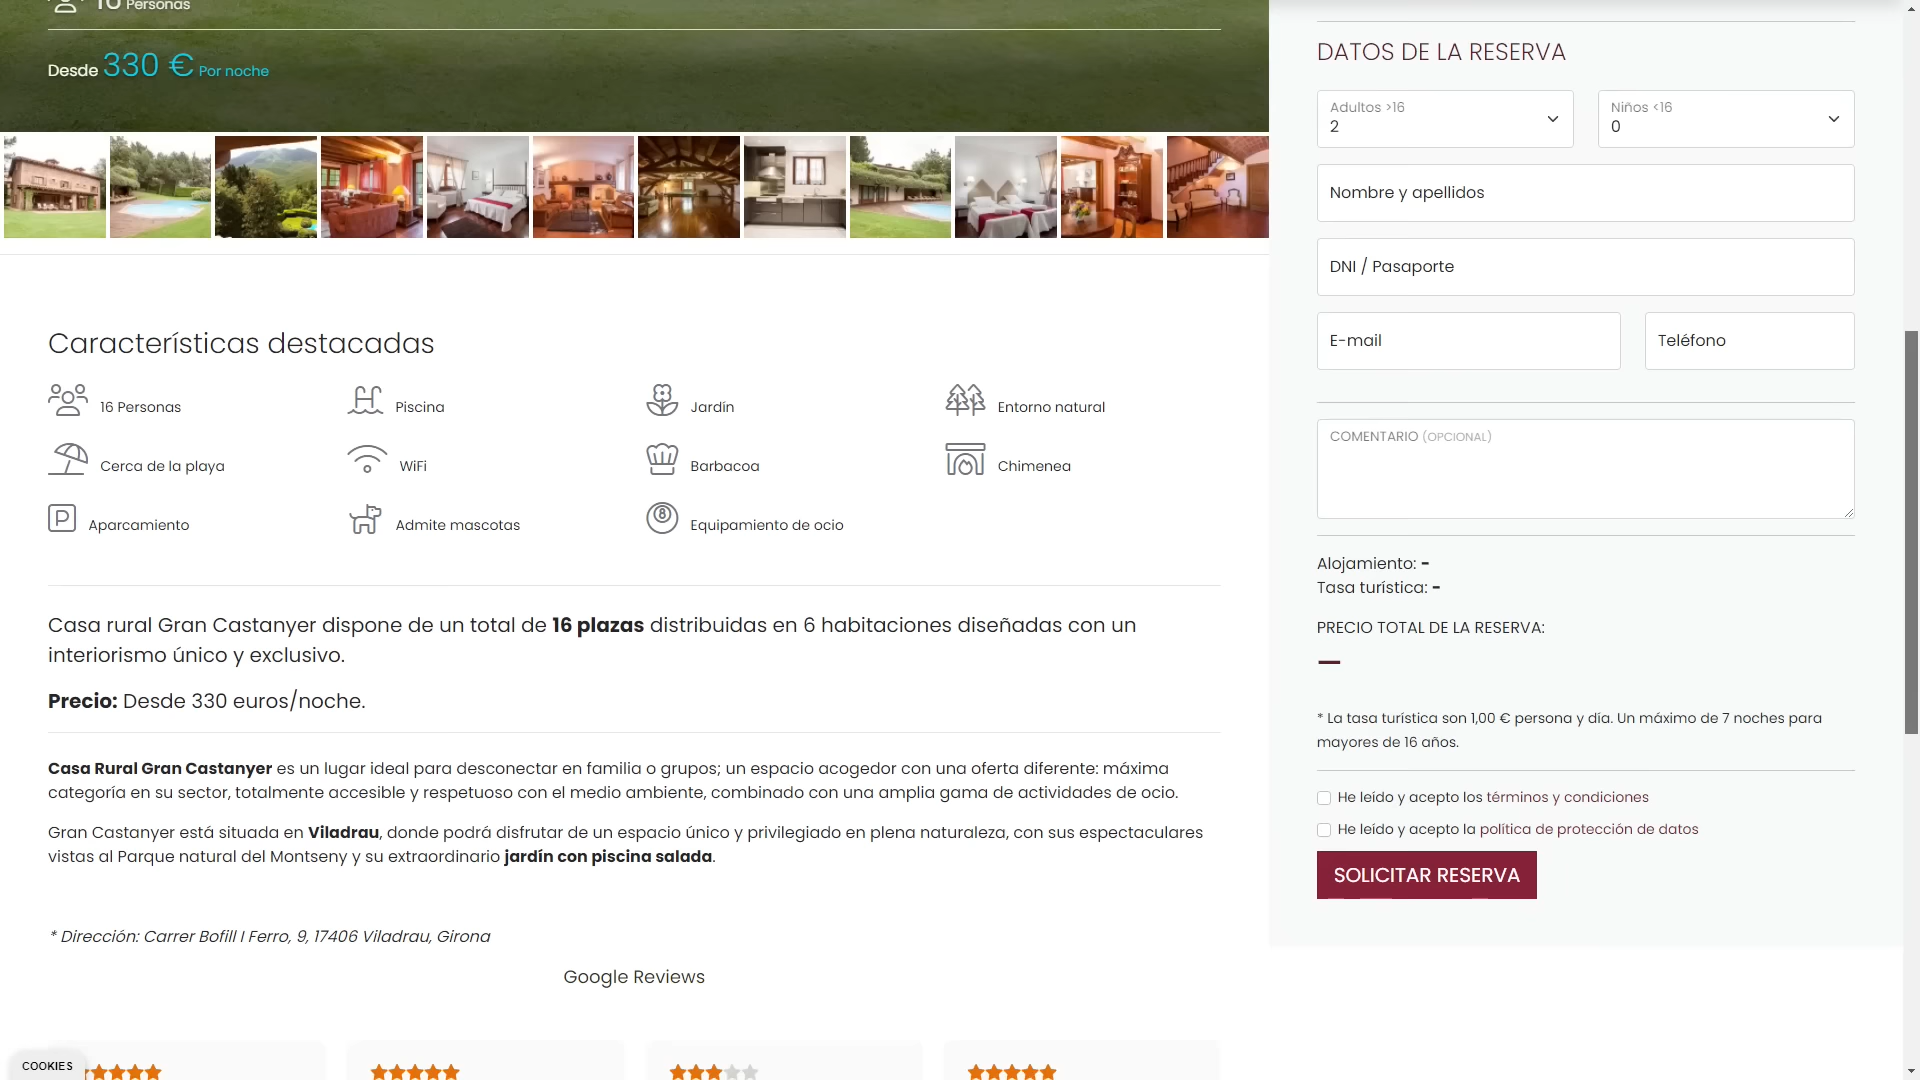 16 Personas
Desde 330 € Por noche
Características destacadas
16 Personas
Piscina
Jardín
Entorno natural
Cerca de la playa
WiFi
Barbacoa
Chimenea
Aparcamiento
Admite mascotas
Equipamiento de ocio
Casa rural Gran Castanyer dispone de un total de 16 plazas distribuidas en 6 habitaciones diseñadas con un
interiorismo único y exclusivo.
Precio: Desde 330 euros/noche.
Casa Rural Gran Castanyer es un lugar ideal para desconectar en familia o grupos; un espacio acogedor con una oferta diferente: máxima
categoría en su sector, totalmente accesible y respetuoso con el medio ambiente, combinado con una amplia gama de actividades de ocio.
Gran Castanyer está situada en Viladrau, donde podrá disfrutar de un espacio único y privilegiado en plena naturaleza, con sus espectaculares
vistas al Parque natural del Montseny y su extraordinario jardín con piscina salada.
* Dirección: Carrer Bofill I Ferro, 9, 17406 Viladrau, Girona
Google Reviews
COOKIES
DATOS DE LA RESERVA
Adultos >16
2
Niños <16
0
Nombre y apellidos
DNI / Pasaporte
E-mail
Teléfono
COMENTARIO (OPCIONAL)
Alojamiento: -
Tasa turística: -
PRECIO TOTAL DE LA RESERVA:
—
* La tasa turística son 1,00 € persona y día. Un máximo de 7 noches para
mayores de 16 años.
He leído y acepto los términos y condiciones
He leído y acepto la política de protección de datos
SOLICITAR RESERVA